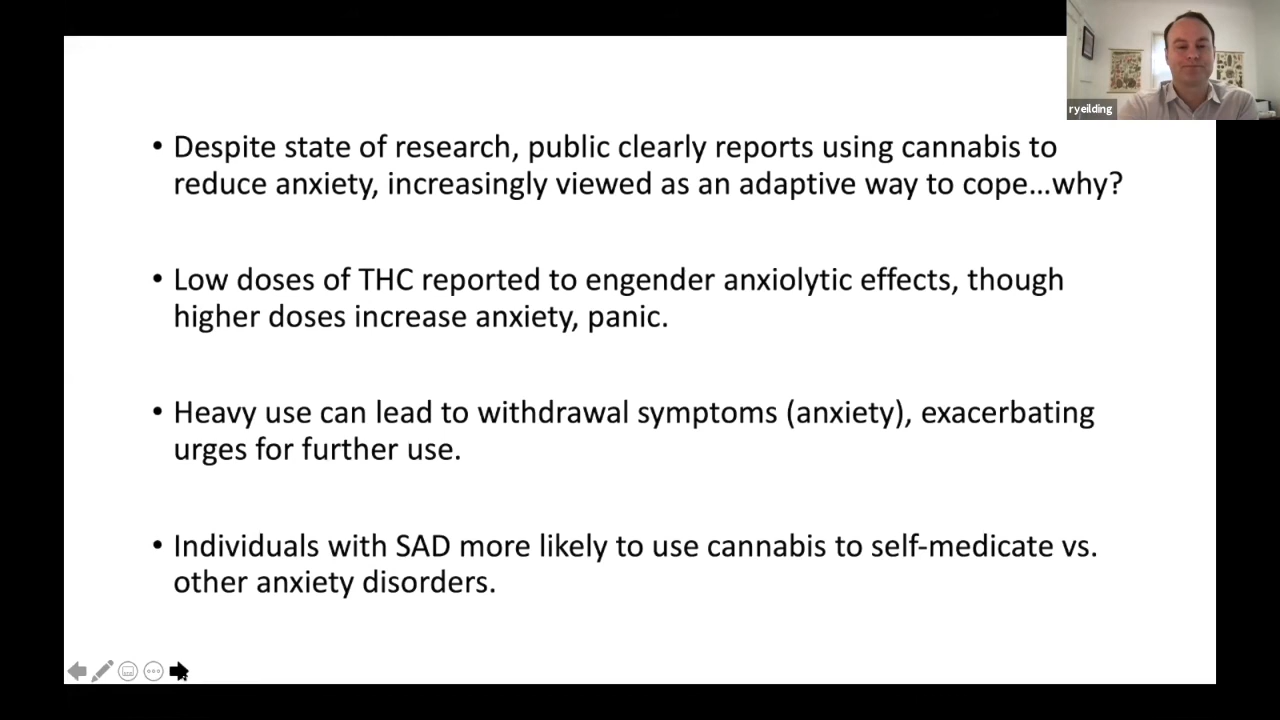 ryeilding
• Despite state of research, public clearly reports using cannabis to
reduce anxiety, increasingly viewed as an adaptive way to cope...why?
• Low doses of THC reported to engender anxiolytic effects, though
higher doses increase anxiety, panic.
• Heavy use can lead to withdrawal symptoms (anxiety), exacerbating
urges for further use.
• Individuals with SAD more likely to use cannabis to self-medicate vs.
other anxiety disorders.